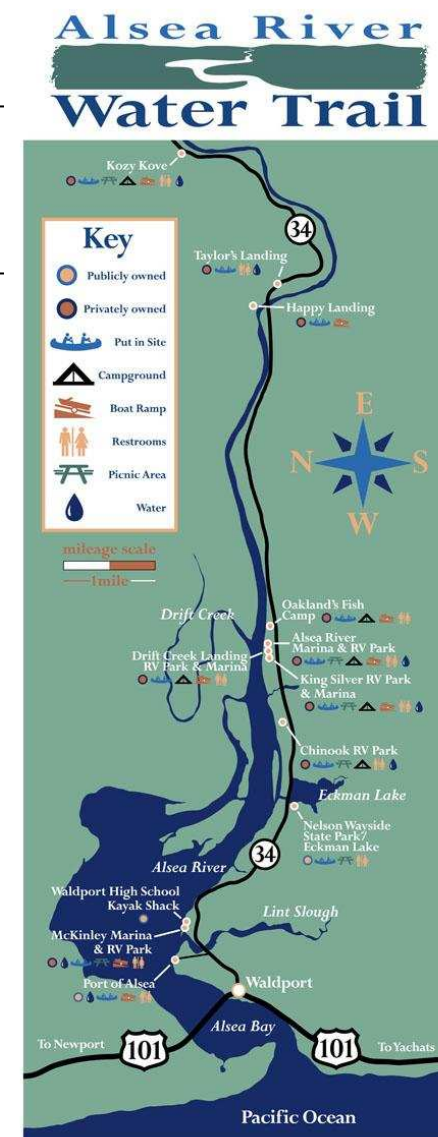 Alsea River
Water Trail
Kozy Kove
34
Key
Publicly owned
Privately owned
Put in Site
Campground
Boat Ramp
Restrooms
Picnic Area
Water
mileage scale
1mile
Taylor's Landing
Happy Landing
E
N
S
W
Drift Creek
Oakland's Fish
Camp
Alsea River
Marina & RV Park
Drift Creek Landing
RV Park & Marina
King Silver RV Park
& Marina
Chinook RV Park
Eckman Lake
Nelson Wayside
State Park7
Eckman Lake
34
Alsea River
Waldport High School
Kayak Shack
Lint Slough
McKinley Marina
& RV Park
Port of Alsea
Waldport
Alsea Bay
To Newport
101
101
To Yachats
Pacific Ocean